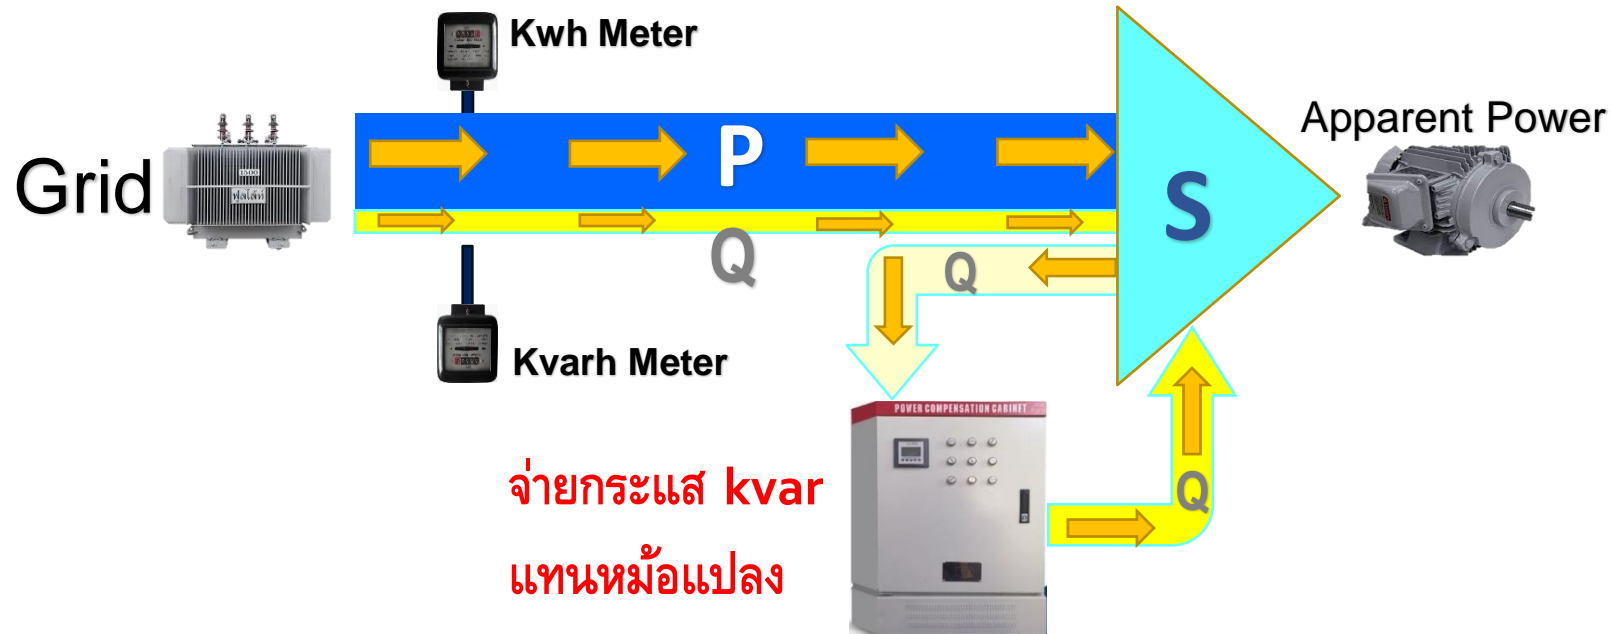 Kwh Meter
Apparent Power
Grid
1500
P
S
Q
Q
Kvarh Meter
POWER COMPENSATION CABINET
จ่ายกระแส kvar
แทนหม้อแปลง
Q